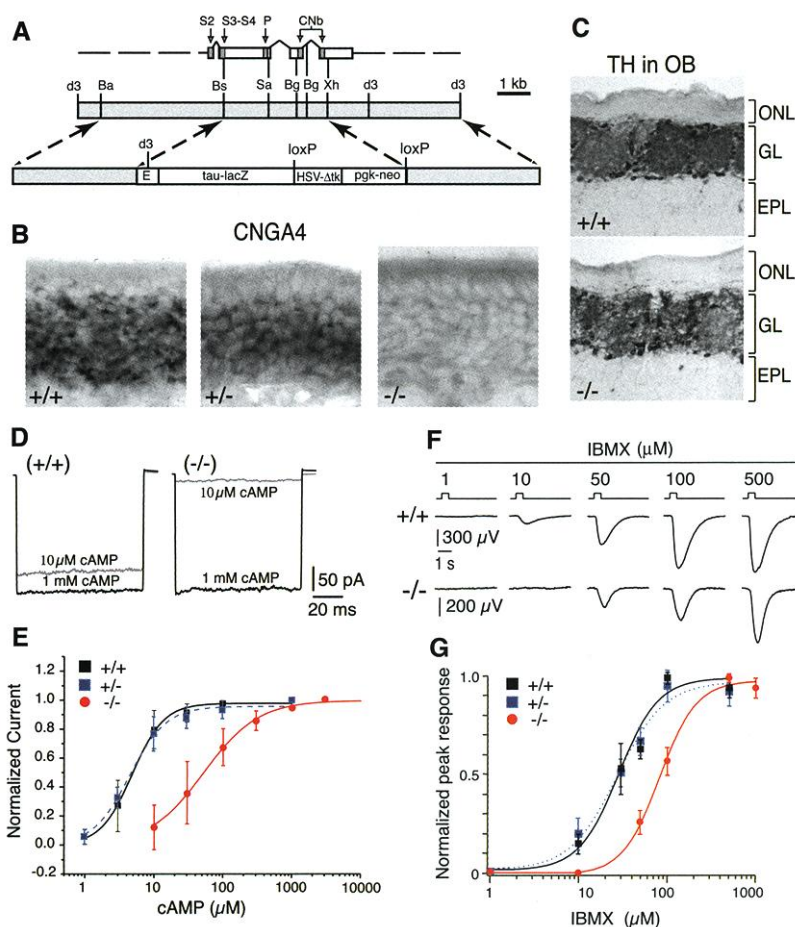 A
S2 S3-S4 P CNb
d3 Ba Bs Sa Bg Bg Xh d3 d3
1 kb
d3 loxP loxP
E tau-lacZ HSV-Δtk pgk-neo
B
CNGA4
+/+ +/- -/-
C
TH in OB
ONL
GL
EPL
+/+
ONL
GL
EPL
-/-
D
(+/+) (-/-)
10μM cAMP
10μM cAMP
1 mM cAMP
1 mM cAMP
50 pA
20 ms
E
+/+
+/-
-/-
Normalized Current
1.2
1.0
0.8
0.6
0.4
0.2
0.0
-0.2
1 10 100 1000 10000
cAMP (μM)
F
IBMX (μM)
1 10 50 100 500
+/+
300 μV
1 s
-/-
200 μV
G
+/+
+/-
-/-
Normalized peak response
1.0
0.5
0
1 10 100 1000
IBMX (μM)